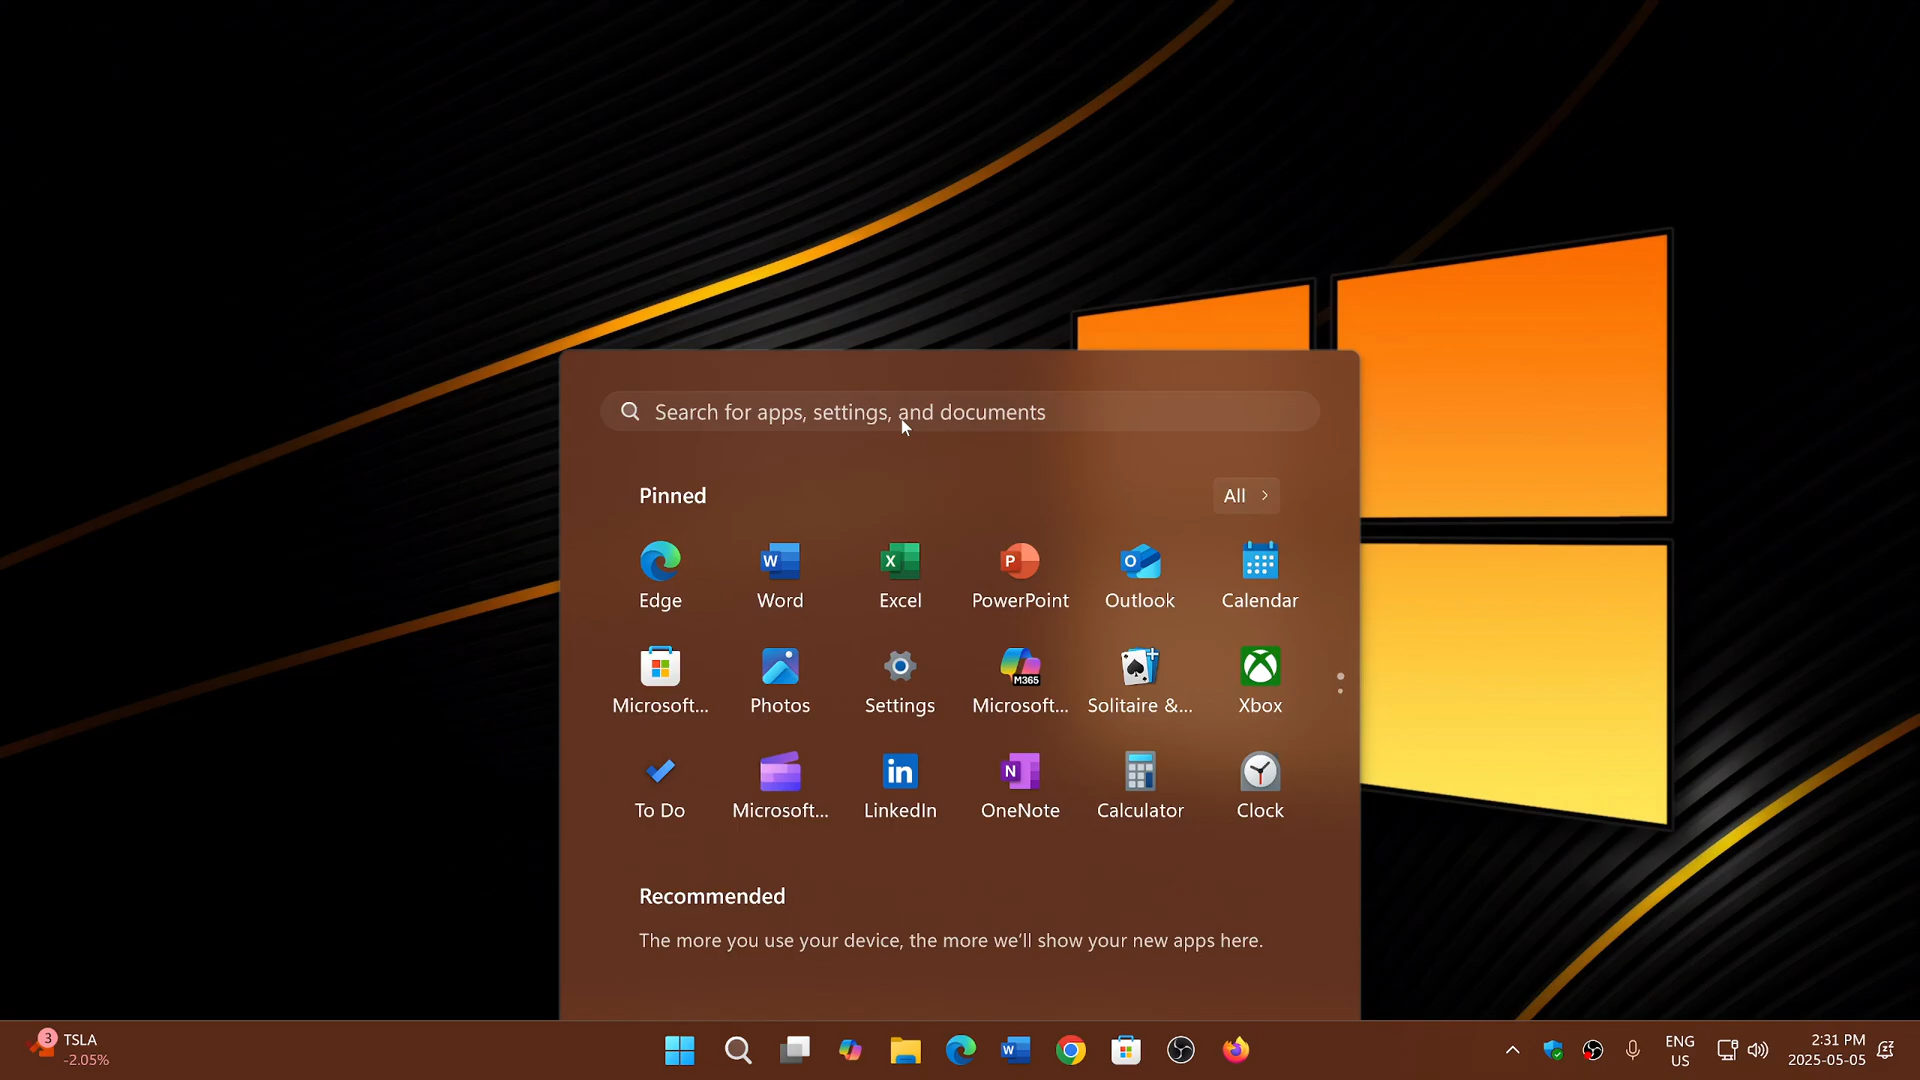 Search for apps, settings, and documents
Pinned
All
Edge
Word
Excel
PowerPoint
Outlook
Calendar
Microsoft...
Photos
Settings
M365
Microsoft...
Solitaire &...
Xbox
To Do
Microsoft...
LinkedIn
OneNote
Calculator
Clock
Recommended
The more you use your device, the more we'll show your new apps here.
3
TSLA
-2.05%
ENG
US
2:31 PM
2025-05-05